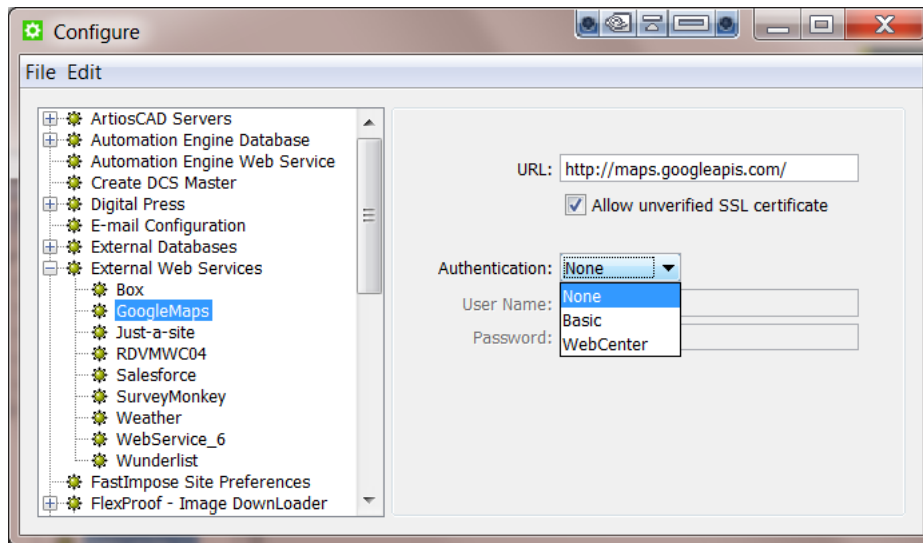 Configure
File Edit
ArtiosCAD Servers
Automation Engine Database
Automation Engine Web Service
Create DCS Master
Digital Press
E-mail Configuration
External Databases
External Web Services
Box
GoogleMaps
Just-a-site
RDVMWC04
Salesforce
SurveyMonkey
Weather
WebService_6
Wunderlist
FastImpose Site Preferences
FlexProof - Image DownLoader
URL: http://maps.googleapis.com/
Allow unverified SSL certificate
Authentication: None
None
Basic
WebCenter
User Name:
Password: